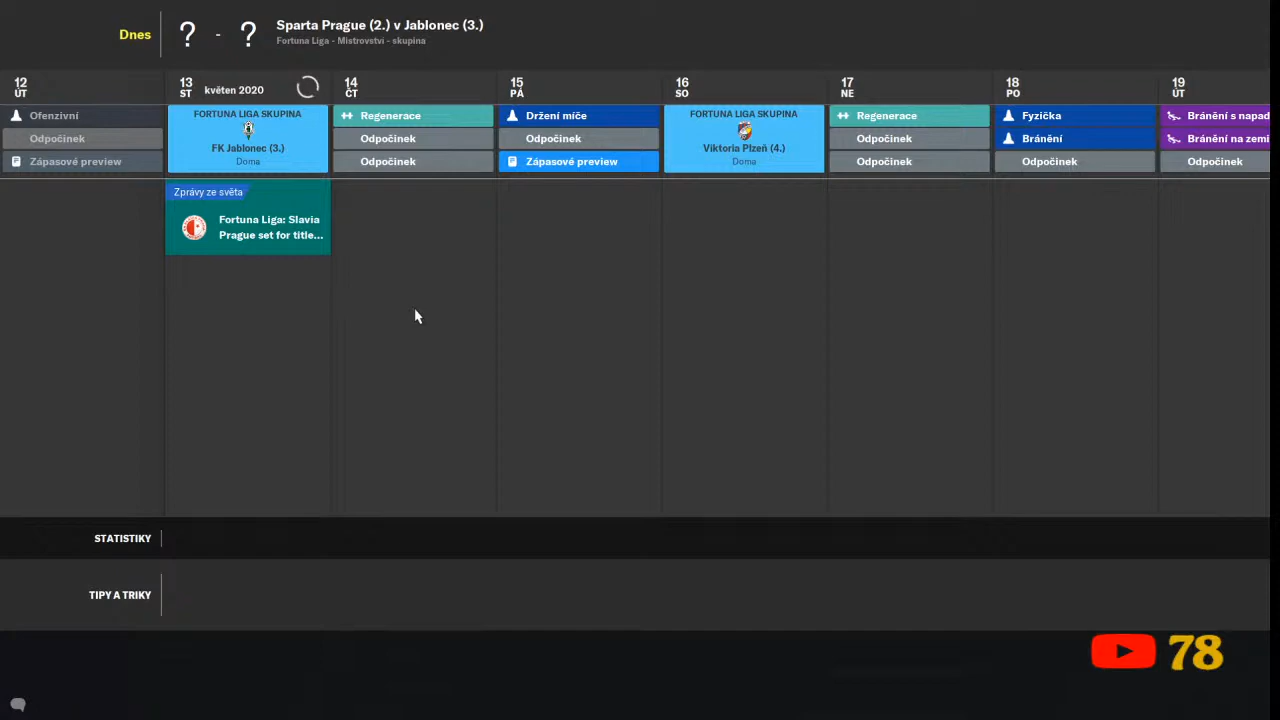 Dnes
? - ?
Sparta Prague (2.) v Jablonec (3.)
Fortuna Liga - Mistrovství - skupina
12 ÚT
13 ST květen 2020
14 ČT
15 PÁ
16 SO
17 NE
18 PO
19 ÚT
Ofenzivní
Odpočinek
Zápasové preview
FORTUNA LIGA SKUPINA
FK Jablonec (3.)
Doma
Regenerace
Odpočinek
Odpočinek
Držení míče
Odpočinek
Zápasové preview
FORTUNA LIGA SKUPINA
Viktoria Plzeň (4.)
Doma
Regenerace
Odpočinek
Odpočinek
Fyzička
Bránění
Odpočinek
Bránění s napad
Bránění na zemi
Odpočinek
Zprávy ze světa
Fortuna Liga: Slavia
Prague set for title...
STATISTIKY
TIPY A TRIKY
78